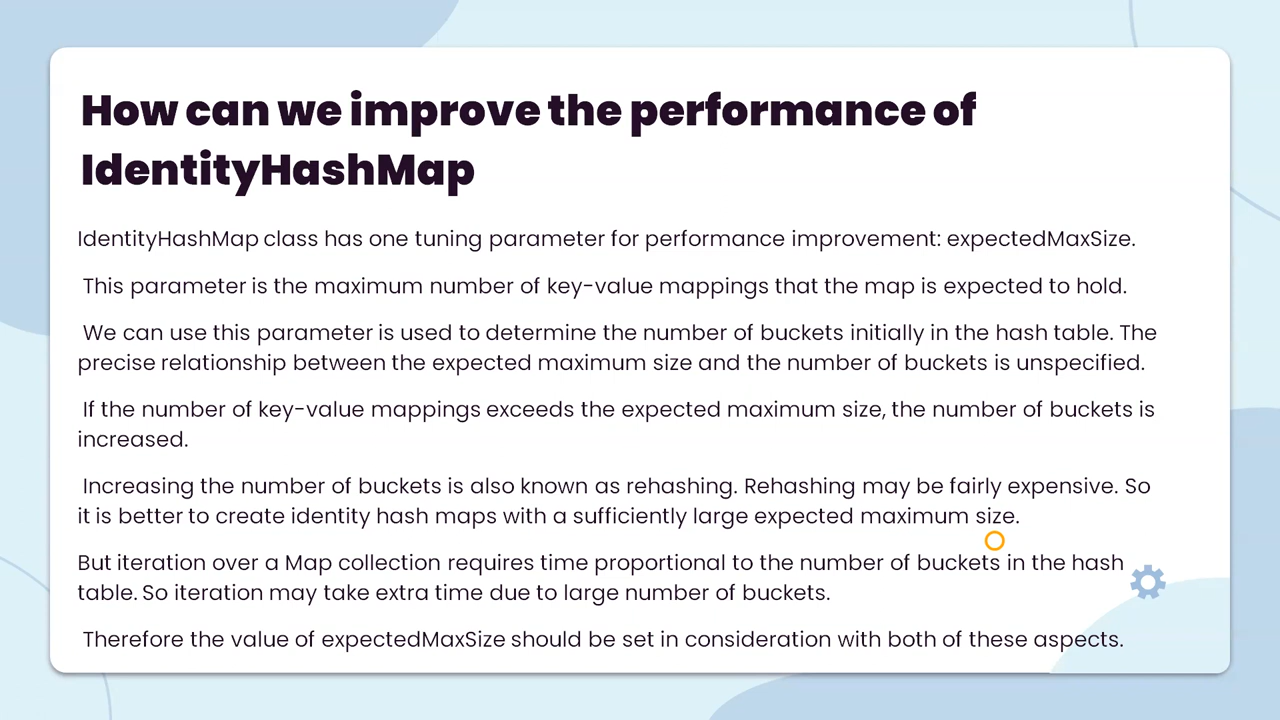 How can we improve the performance of
IdentityHashMap
IdentityHashMap class has one tuning parameter for performance improvement: expectedMaxSize.
This parameter is the maximum number of key-value mappings that the map is expected to hold.
We can use this parameter is used to determine the number of buckets initially in the hash table. The
precise relationship between the expected maximum size and the number of buckets is unspecified.
If the number of key-value mappings exceeds the expected maximum size, the number of buckets is
increased.
Increasing the number of buckets is also known as rehashing. Rehashing may be fairly expensive. So
it is better to create identity hash maps with a sufficiently large expected maximum size.
But iteration over a Map collection requires time proportional to the number of buckets in the hash
table. So iteration may take extra time due to large number of buckets.
Therefore the value of expectedMaxSize should be set in consideration with both of these aspects.